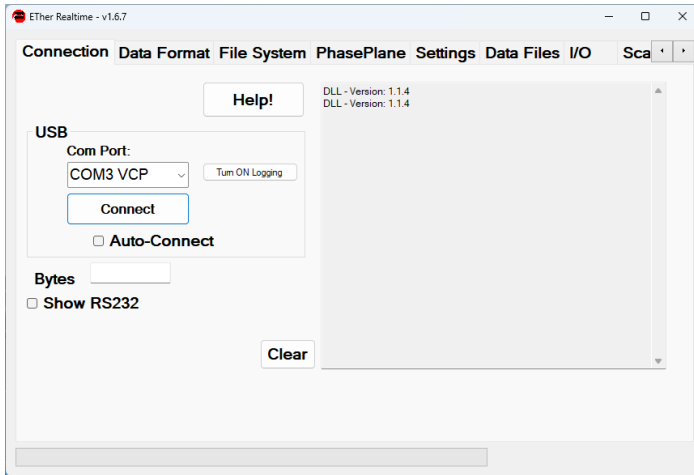 ETher Realtime - v1.6.7
Connection Data Format File System PhasePlane Settings Data Files I/O Sca
Help!
DLL - Version: 1.1.4
DLL - Version: 1.1.4
USB
Com Port:
COM3 VCP
Turn ON Logging
Connect
Auto-Connect
Bytes
Show RS232
Clear